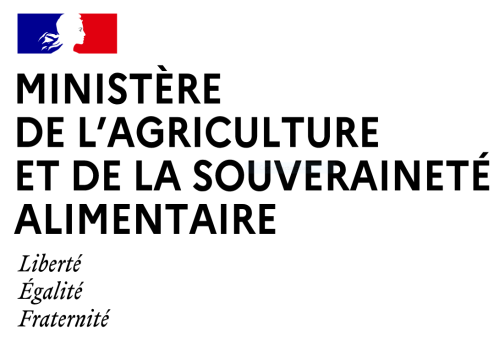 MINISTÈRE
DE L’AGRICULTURE
ET DE LA SOUVERAINETÉ
ALIMENTAIRE
Liberté
Égalité
Fraternité